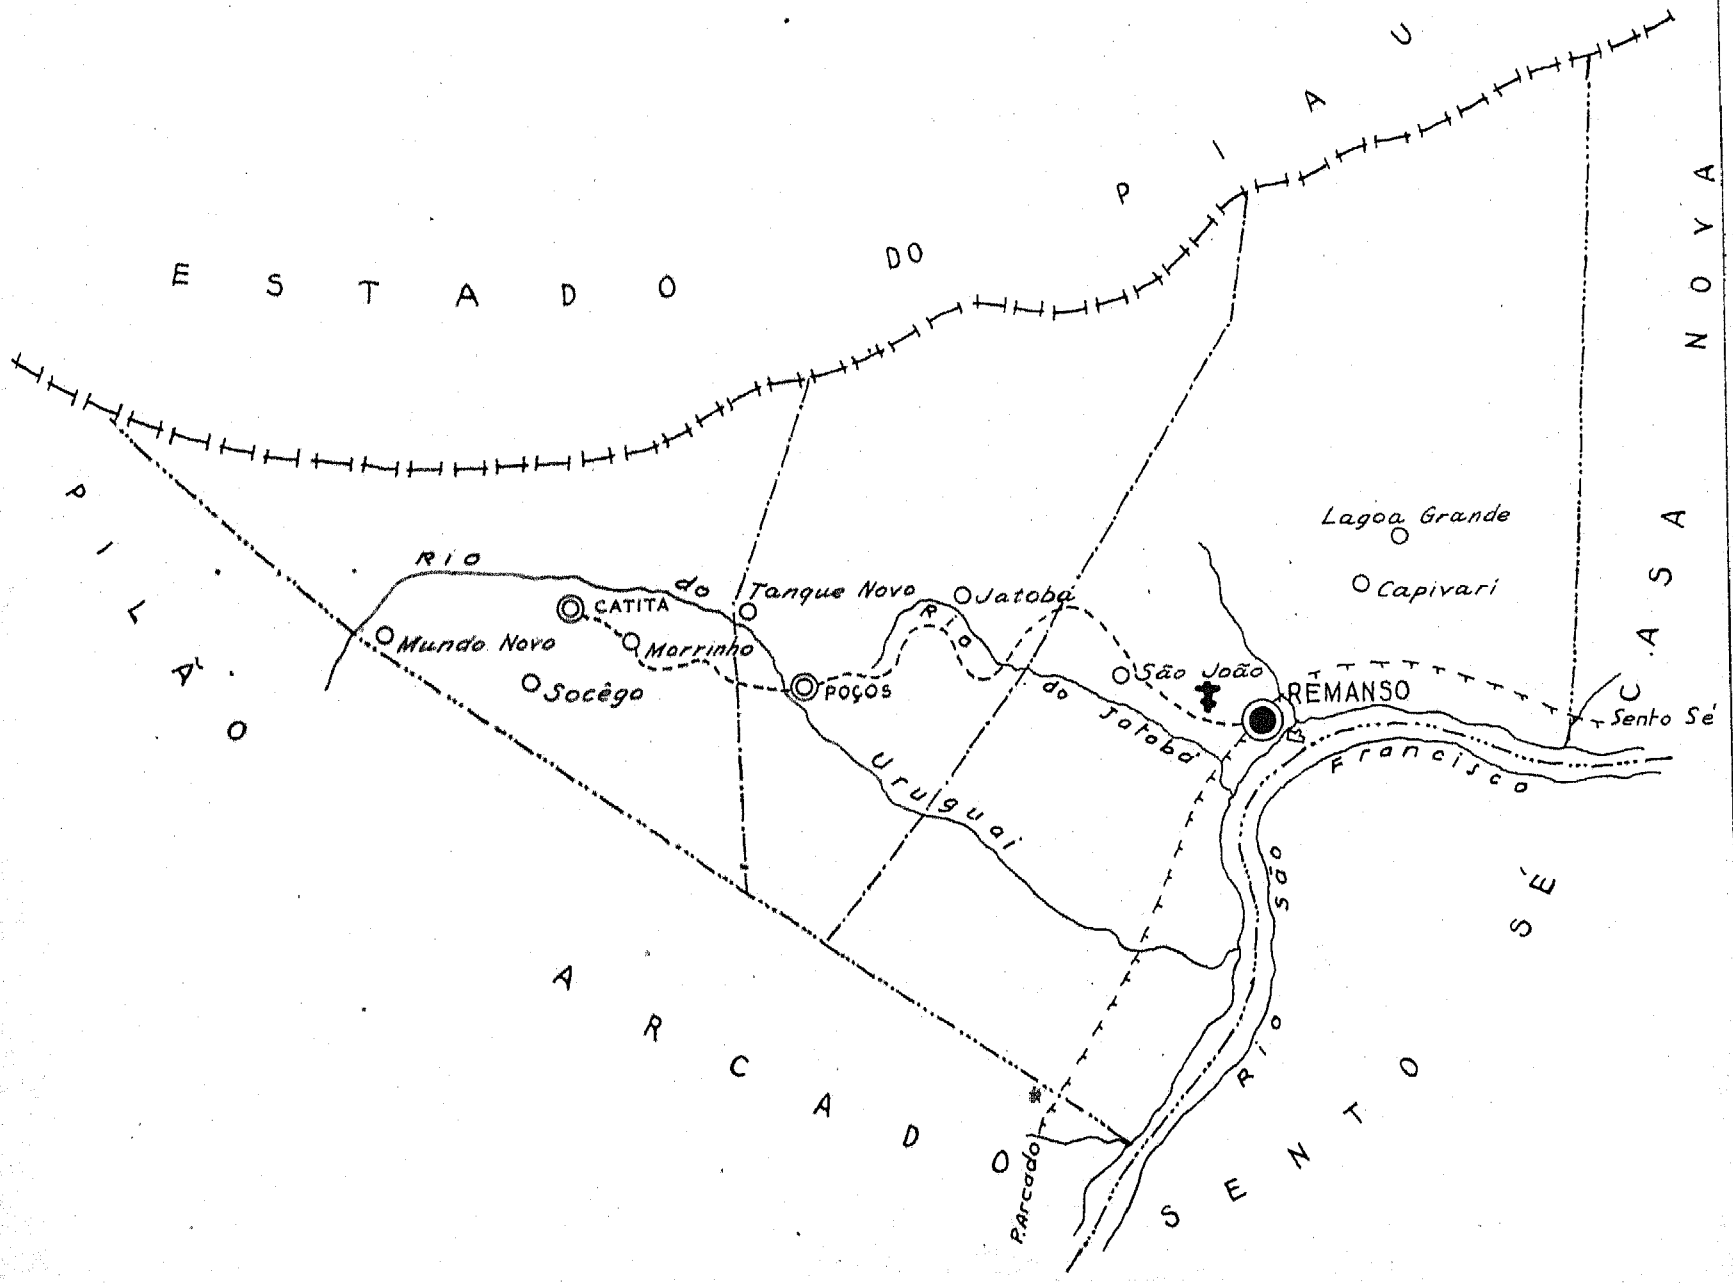 ESTADO DO PIAUI
PILÃO ARCADO
CASA NOVA
SENTO SÉ
Lagoa Grande
Capivari
Rio do Uruguai
CATITA
Tanque Novo
Jatobá
Mundo Novo
Morrinho
Socêgo
POÇOS
Rio do Jatobá
São João
REMANSO
Sento Sé
Rio São Francisco
P. Arcado